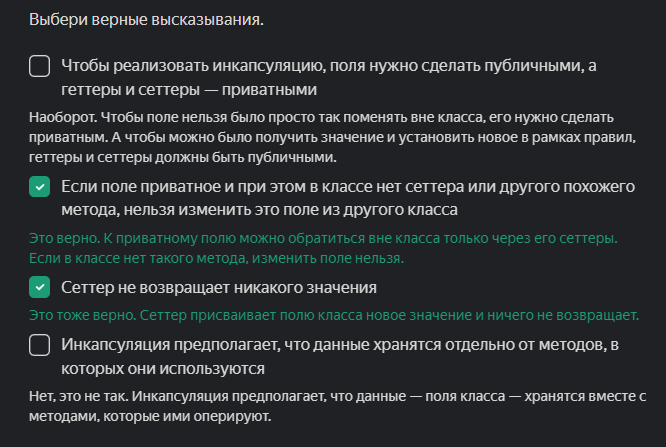 Выбери верные высказывания.
Чтобы реализовать инкапсуляцию, поля нужно сделать публичными, а
геттеры и сеттеры — приватными
Наоборот. Чтобы поле нельзя было просто так поменять вне класса, его нужно сделать
приватным. А чтобы можно было получить значение и установить новое в рамках правил,
геттеры и сеттеры должны быть публичными.
Если поле приватное и при этом в классе нет сеттера или другого похожего
метода, нельзя изменить это поле из другого класса
Это верно. К приватному полю можно обратиться вне класса только через его сеттеры.
Если в классе нет такого метода, изменить поле нельзя.
Сеттер не возвращает никакого значения
Это тоже верно. Сеттер присваивает полю класса новое значение и ничего не возвращает.
Инкапсуляция предполагает, что данные хранятся отдельно от методов, в
которых они используются
Нет, это не так. Инкапсуляция предполагает, что данные — поля класса — хранятся вместе с
методами, которые ими оперируют.